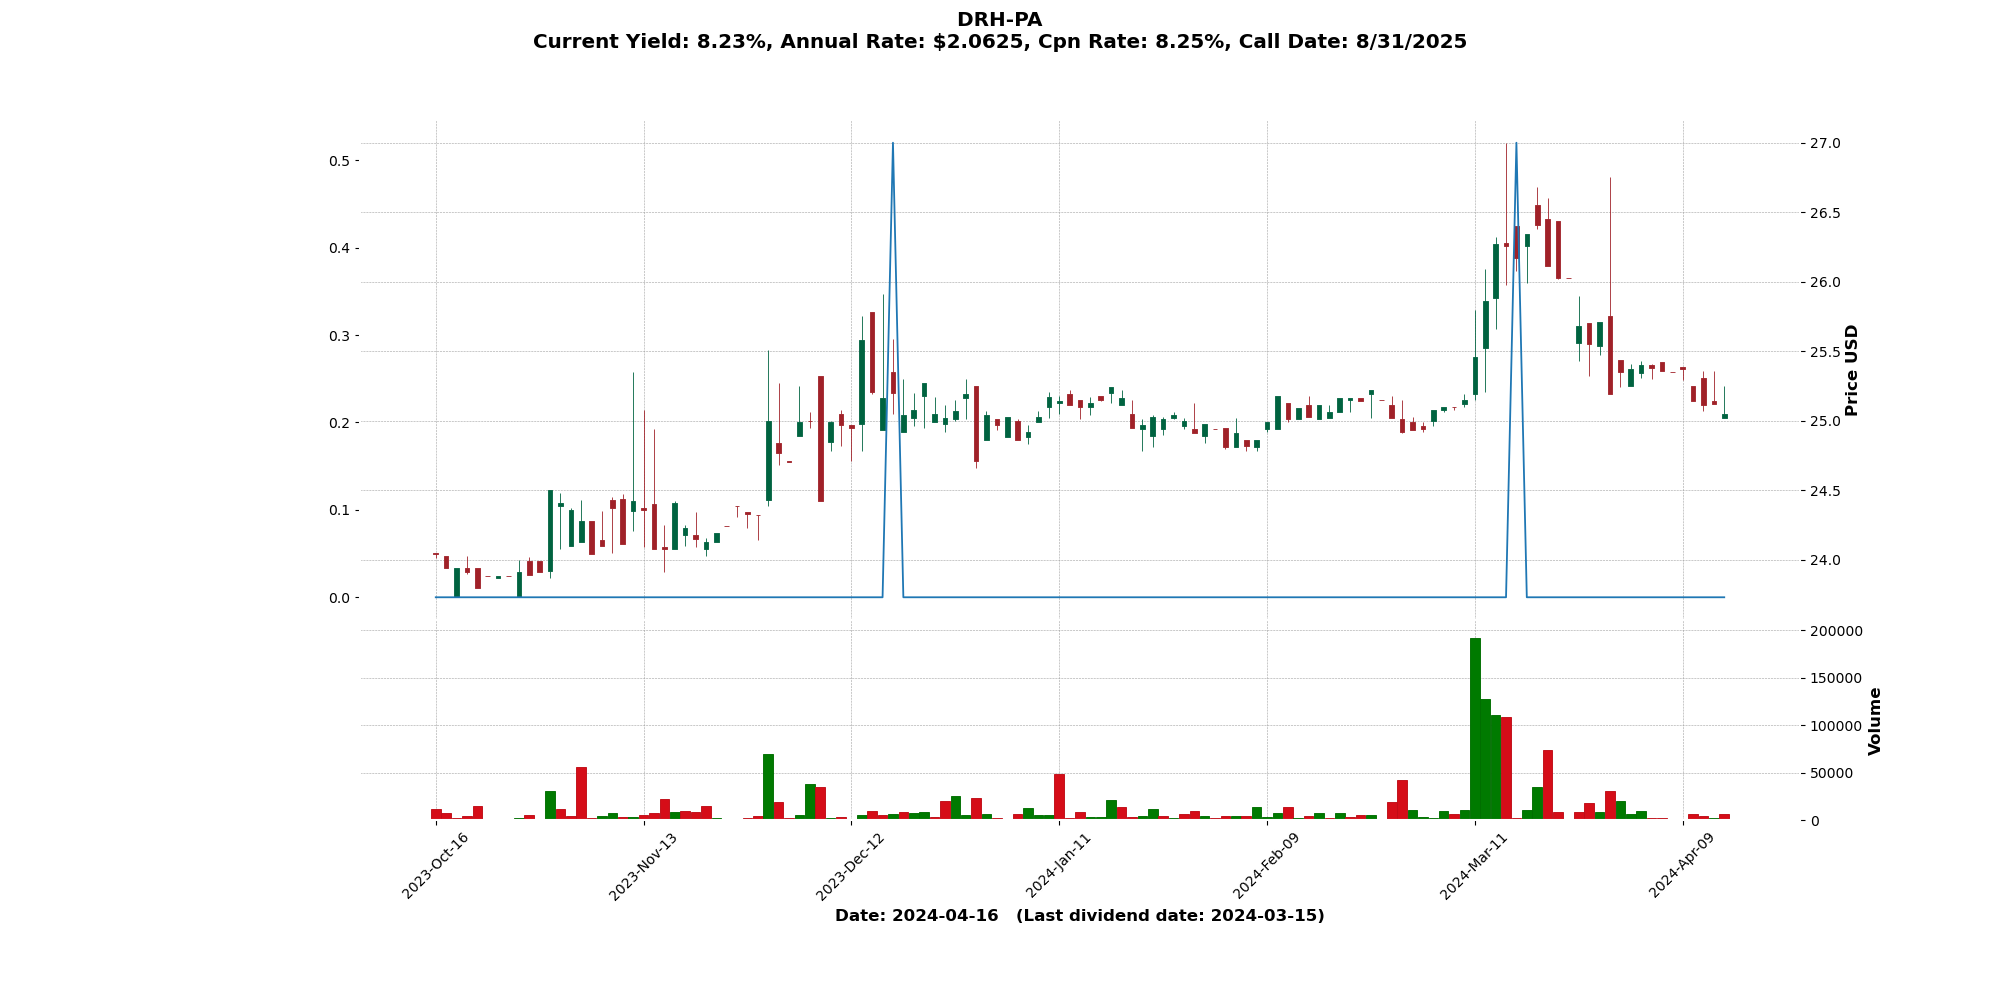 DRH-PA
Current Yield: 8.23%, Annual Rate: $2.0625, Cpn Rate: 8.25%, Call Date: 8/31/2025
0.5
0.4
0.3
0.2
0.1
0.0
27.0
26.5
26.0
25.5
25.0
24.5
24.0
Price USD
200000
150000
100000
50000
0
Volume
2023-Oct-16
2023-Nov-13
2023-Dec-12
2024-Jan-11
2024-Feb-09
2024-Mar-11
2024-Apr-09
Date: 2024-04-16 (Last dividend date: 2024-03-15)